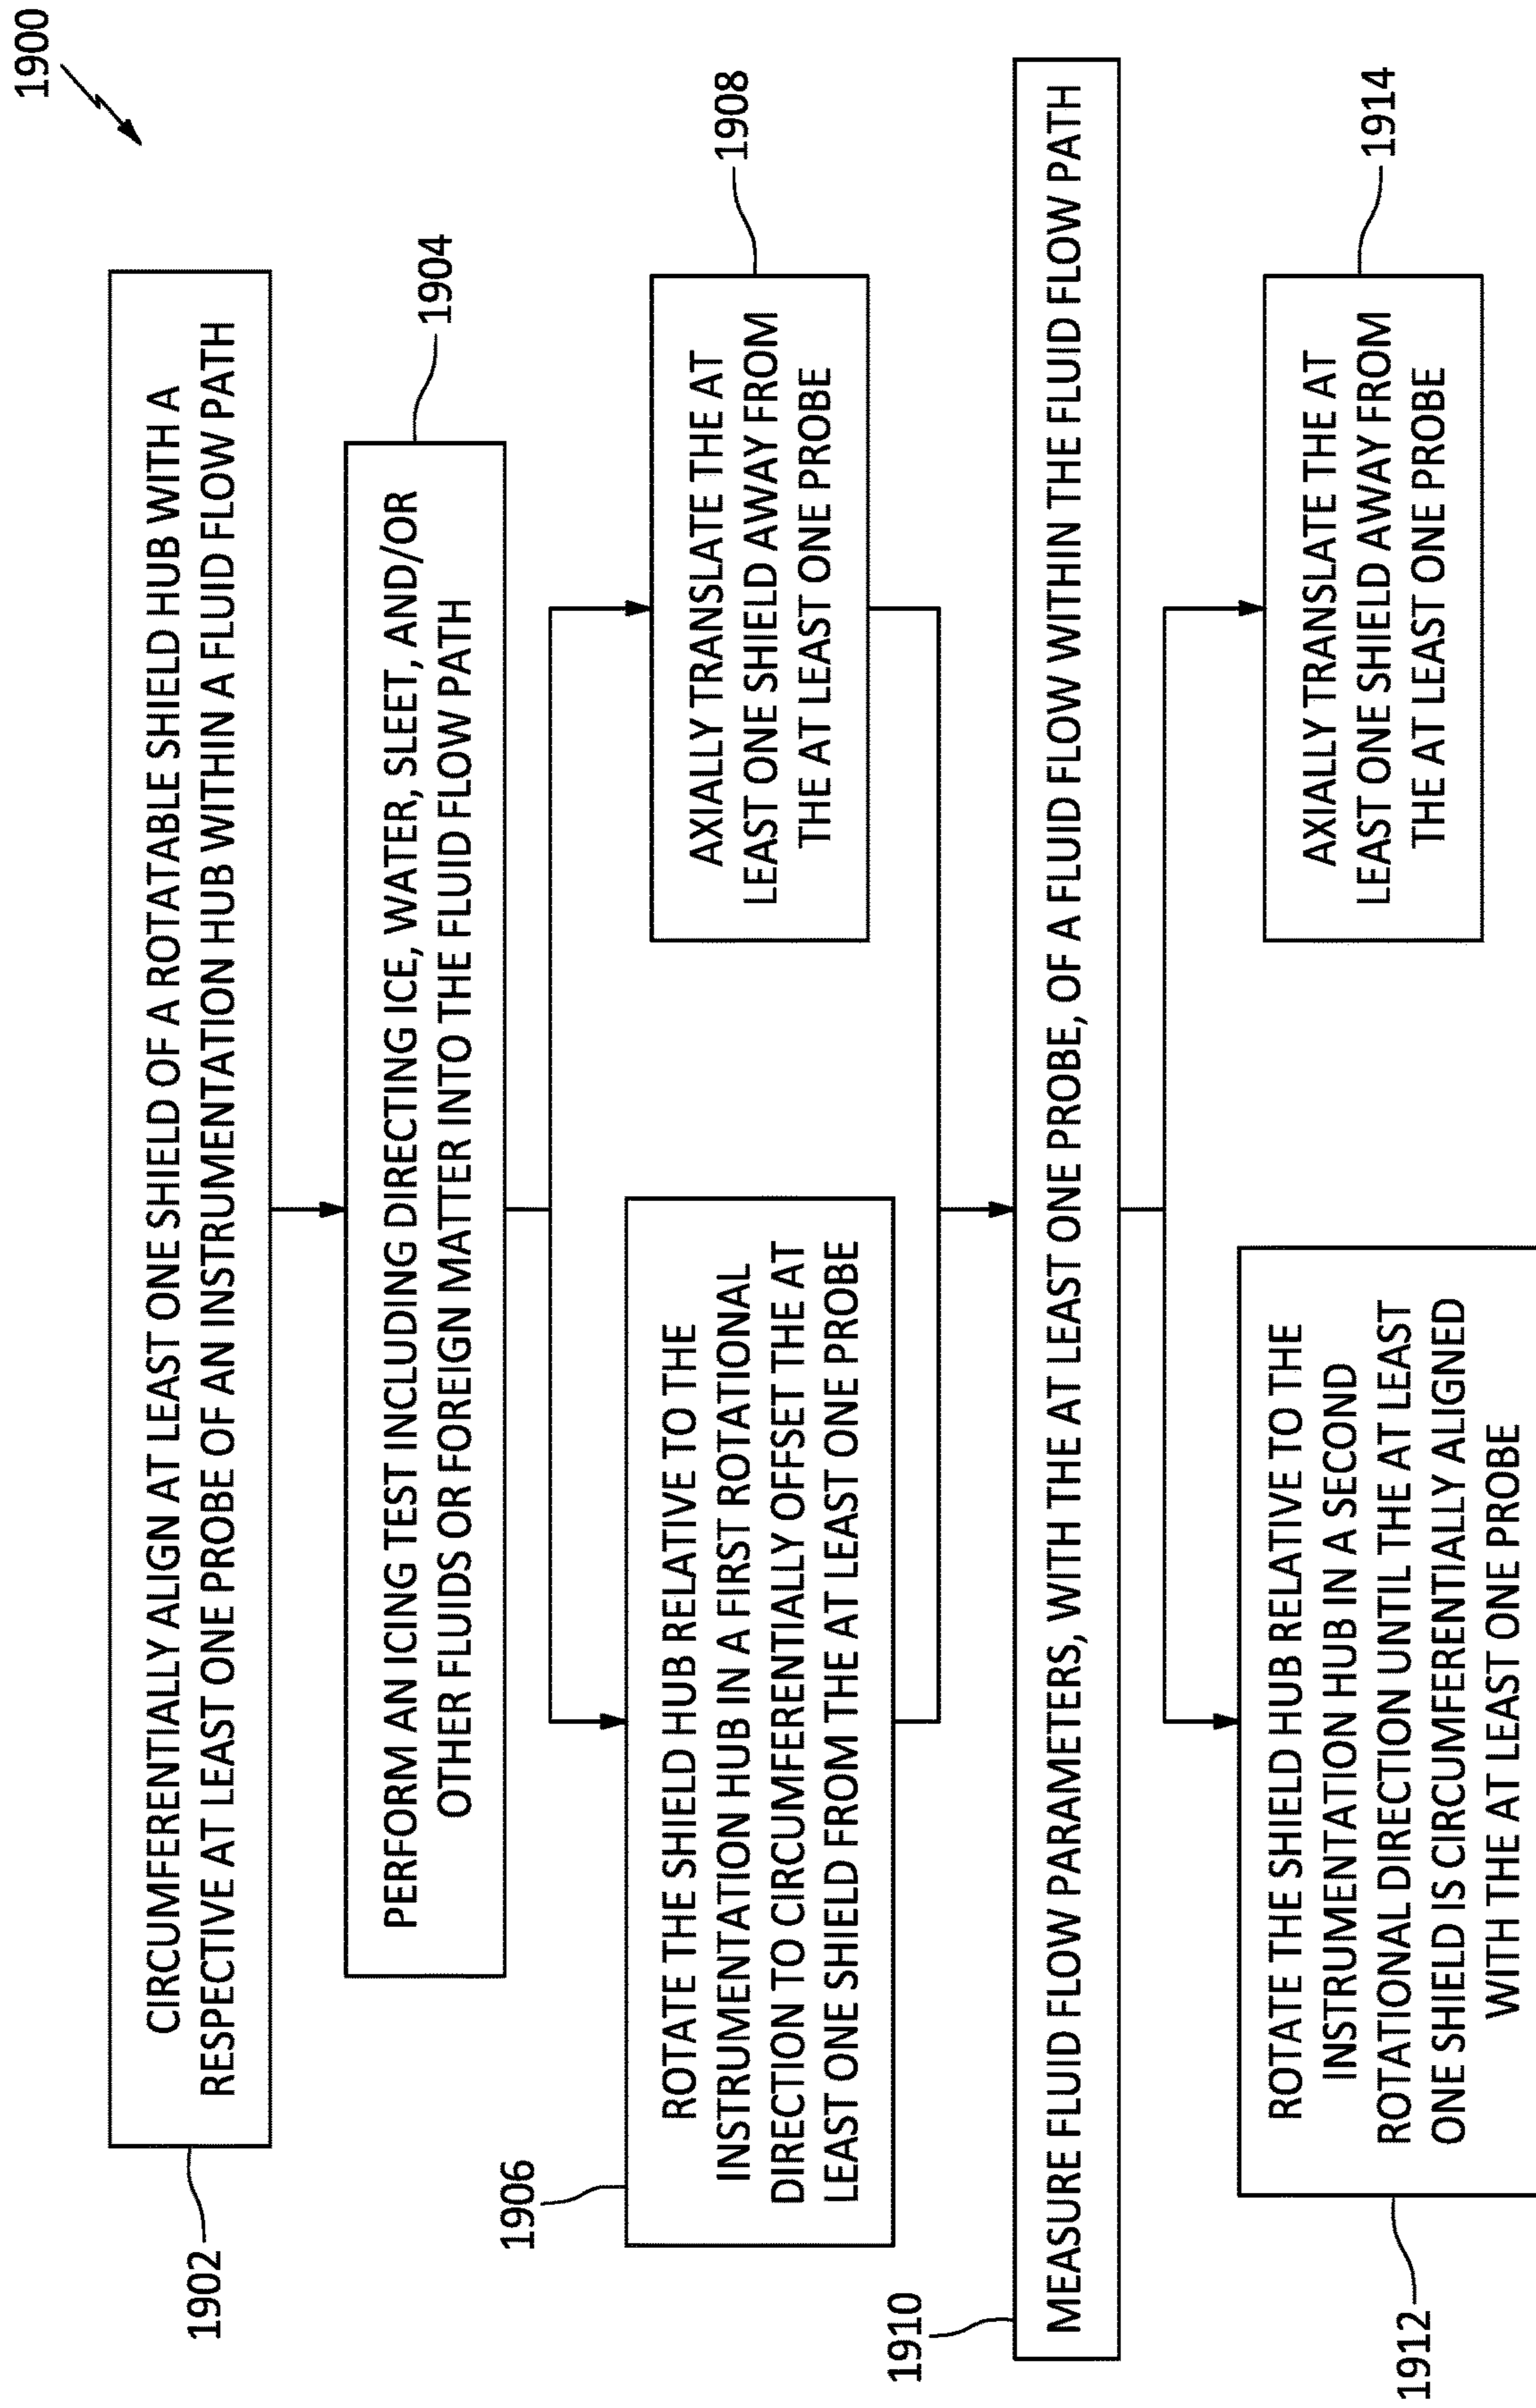 1900
1902
CIRCUMFERENTIALLY ALIGN AT LEAST ONE SHIELD OF A ROTATABLE SHIELD HUB WITH A
RESPECTIVE AT LEAST ONE PROBE OF AN INSTRUMENTATION HUB WITHIN A FLUID FLOW PATH
1904
PERFORM AN ICING TEST INCLUDING DIRECTING ICE, WATER, SLEET, AND/OR
OTHER FLUIDS OR FOREIGN MATTER INTO THE FLUID FLOW PATH
1906
ROTATE THE SHIELD HUB RELATIVE TO THE
INSTRUMENTATION HUB IN A FIRST ROTATIONAL
DIRECTION TO CIRCUMFERENTIALLY OFFSET THE AT
LEAST ONE SHIELD FROM THE AT LEAST ONE PROBE
1908
AXIALLY TRANSLATE THE AT
LEAST ONE SHIELD AWAY FROM
THE AT LEAST ONE PROBE
1910
MEASURE FLUID FLOW PARAMETERS, WITH THE AT LEAST ONE PROBE, OF A FLUID FLOW WITHIN THE FLUID FLOW PATH
1912
ROTATE THE SHIELD HUB RELATIVE TO THE
INSTRUMENTATION HUB IN A SECOND
ROTATIONAL DIRECTION UNTIL THE AT LEAST
ONE SHIELD IS CIRCUMFERENTIALLY ALIGNED
WITH THE AT LEAST ONE PROBE
1914
AXIALLY TRANSLATE THE AT
LEAST ONE SHIELD AWAY FROM
THE AT LEAST ONE PROBE